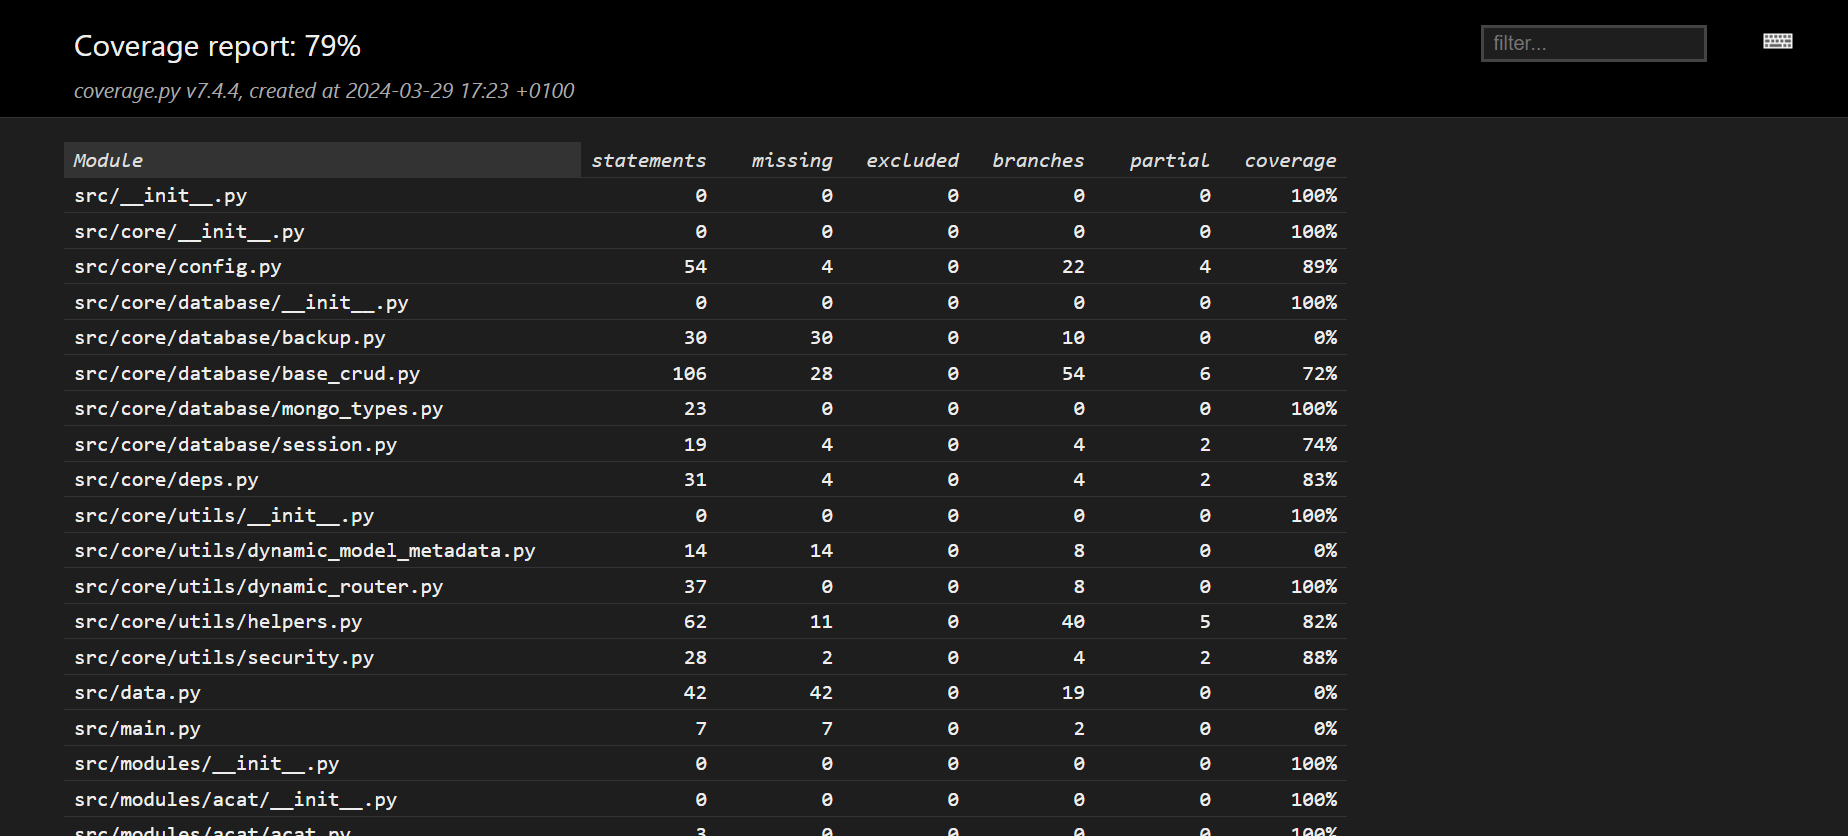 Coverage report: 79%
filter...
coverage.py v7.4.4, created at 2024-03-29 17:23 +0100
Module statements missing excluded branches partial coverage
src/__init__.py 0 0 0 0 0 100%
src/core/__init__.py 0 0 0 0 0 100%
src/core/config.py 54 4 0 22 4 89%
src/core/database/__init__.py 0 0 0 0 0 100%
src/core/database/backup.py 30 30 0 10 0 0%
src/core/database/base_crud.py 106 28 0 54 6 72%
src/core/database/mongo_types.py 23 0 0 0 0 100%
src/core/database/session.py 19 4 0 4 2 74%
src/core/deps.py 31 4 0 4 2 83%
src/core/utils/__init__.py 0 0 0 0 0 100%
src/core/utils/dynamic_model_metadata.py 14 14 0 8 0 0%
src/core/utils/dynamic_router.py 37 0 0 8 0 100%
src/core/utils/helpers.py 62 11 0 40 5 82%
src/core/utils/security.py 28 2 0 4 2 88%
src/data.py 42 42 0 19 0 0%
src/main.py 7 7 0 2 0 0%
src/modules/__init__.py 0 0 0 0 0 100%
src/modules/acat/__init__.py 0 0 0 0 0 100%
src/modules/acat/acat.py 3 0 0 0 0 100%